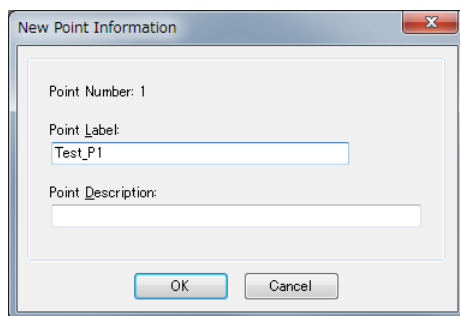 New Point Information
Point Number: 1
Point Label:
Test_P1
Point Description:
OK
Cancel